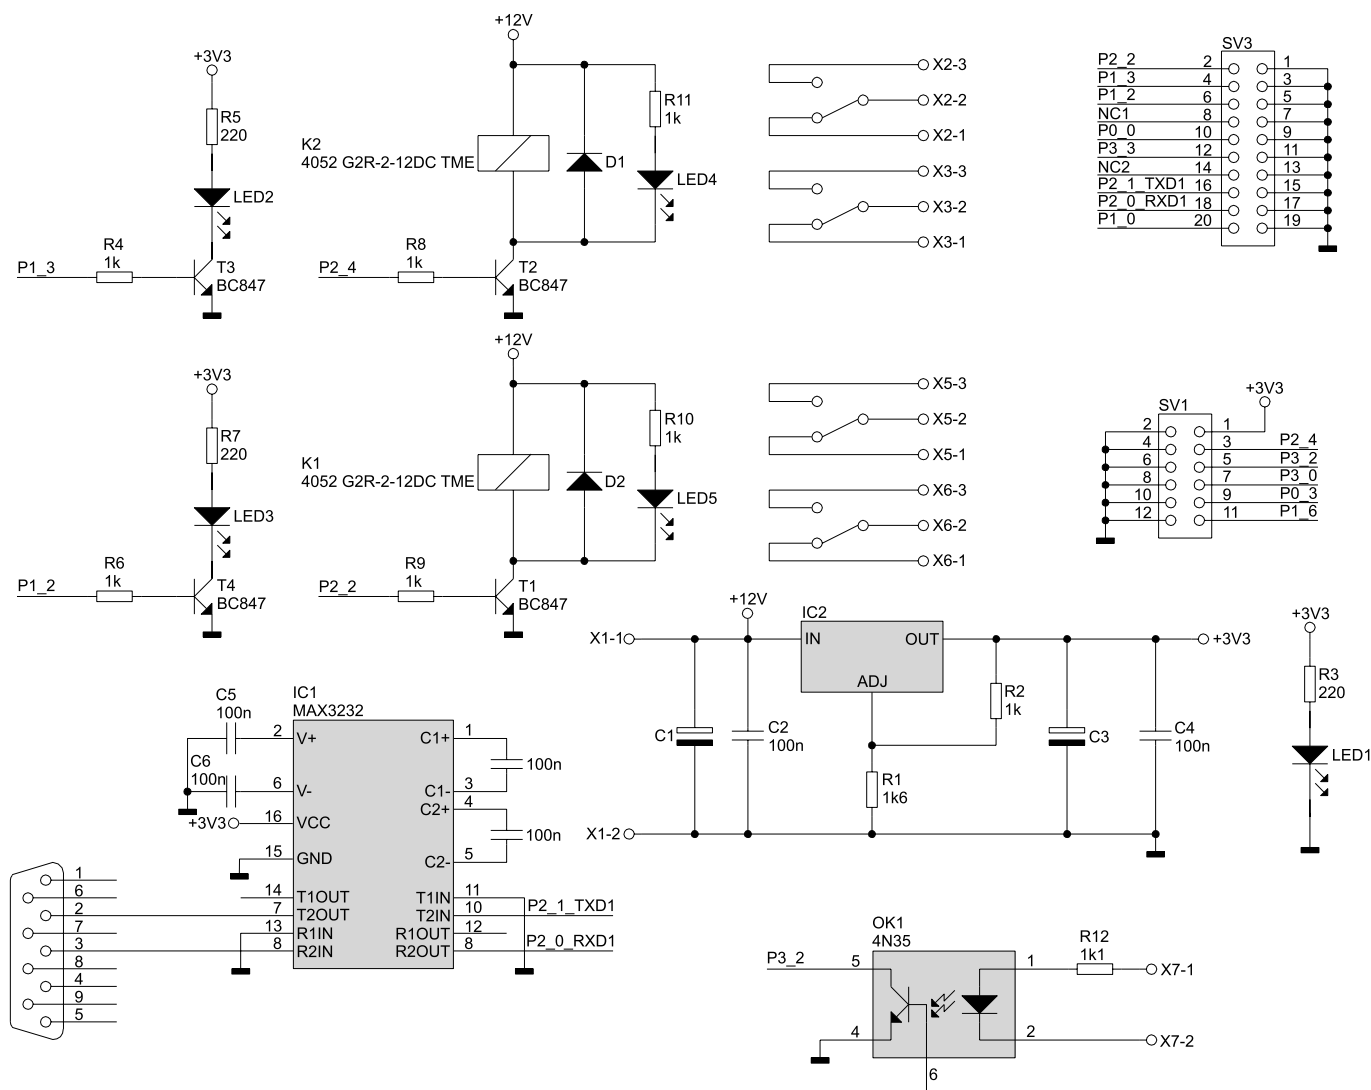 +3V3
R5
220
LED2
R4
1k
P1_3
T3
BC847
+12V
R11
1k
K2
4052 G2R-2-12DC TME
D1
LED4
R8
1k
P2_4
T2
BC847
X2-3
X2-2
X2-1
X3-3
X3-2
X3-1
SV3
P2_2 2 1
P1_3 4 3
P1_2 6 5
NC1 8 7
P0_0 10 9
P3_3 12 11
NC2 14 13
P2_1_TXD1 16 15
P2_0_RXD1 18 17
P1_0 20 19
+3V3
R7
220
LED3
R6
1k
P1_2
T4
BC847
+12V
R10
1k
K1
4052 G2R-2-12DC TME
D2
LED5
R9
1k
P2_2
T1
BC847
X5-3
X5-2
X5-1
X6-3
X6-2
X6-1
+3V3
SV1
2 1
4 3 P2_4
6 5 P3_2
8 7 P3_0
10 9 P0_3
12 11 P1_6
+12V
IC2
X1-1 IN OUT +3V3
ADJ
R2
1k
C1
C2
100n
C3
C4
100n
R1
1k6
X1-2
+3V3
R3
220
LED1
IC1
MAX3232
C5
100n
2 V+ C1+ 1
100n
C6
100n
6 V- C1- 3
C2+ 4
+3V3 16 VCC
100n
15 GND C2- 5
14 T1OUT T1IN 11
7 T2OUT T2IN 10 P2_1_TXD1
13 R1IN R1OUT 12
8 R2IN R2OUT 8 P2_0_RXD1
1
6
2
7
3
8
4
9
5
OK1
4N35
P3_2 5
4
6
1
2
R12
1k1
X7-1
X7-2